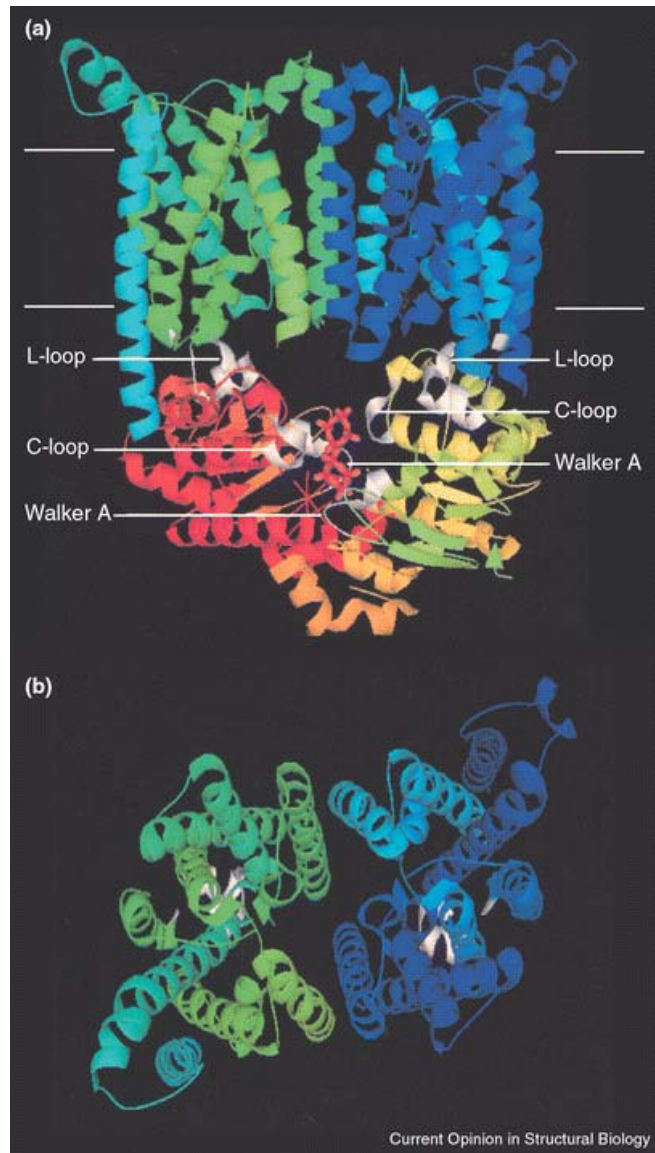 (a)
L-loop
L-loop
C-loop
C-loop
Walker A
Walker A
(b)
Current Opinion in Structural Biology